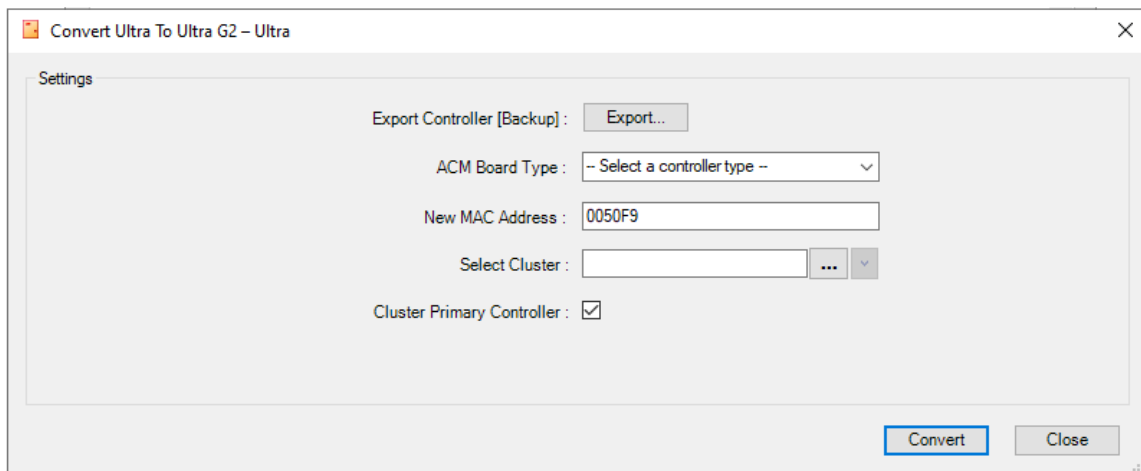 Convert Ultra To Ultra G2 – Ultra
Settings
Export Controller [Backup] : Export...
ACM Board Type : -- Select a controller type --
New MAC Address : 0050F9
Select Cluster : ...
Cluster Primary Controller :
Convert Close